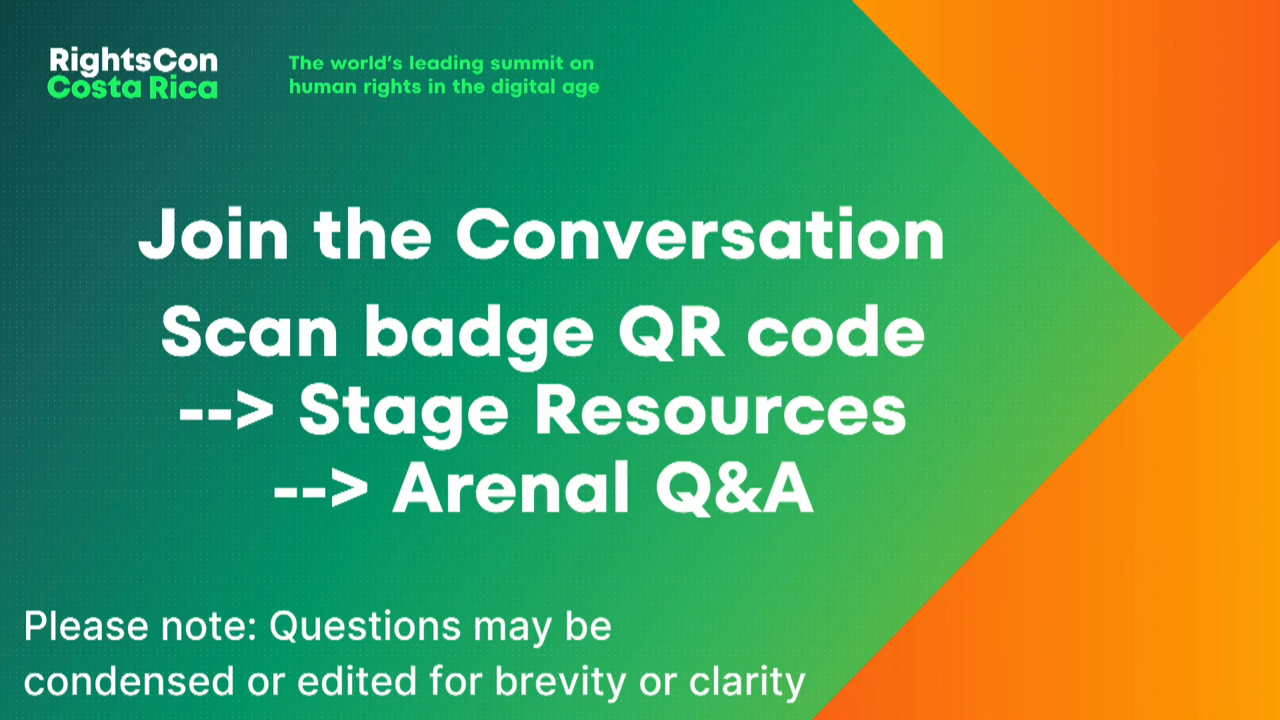 RightsCon
Costa Rica
The world's leading summit on
human rights in the digital age
Join the Conversation
Scan badge QR code
--> Stage Resources
--> Arenal Q&A
Please note: Questions may be
condensed or edited for brevity or clarity